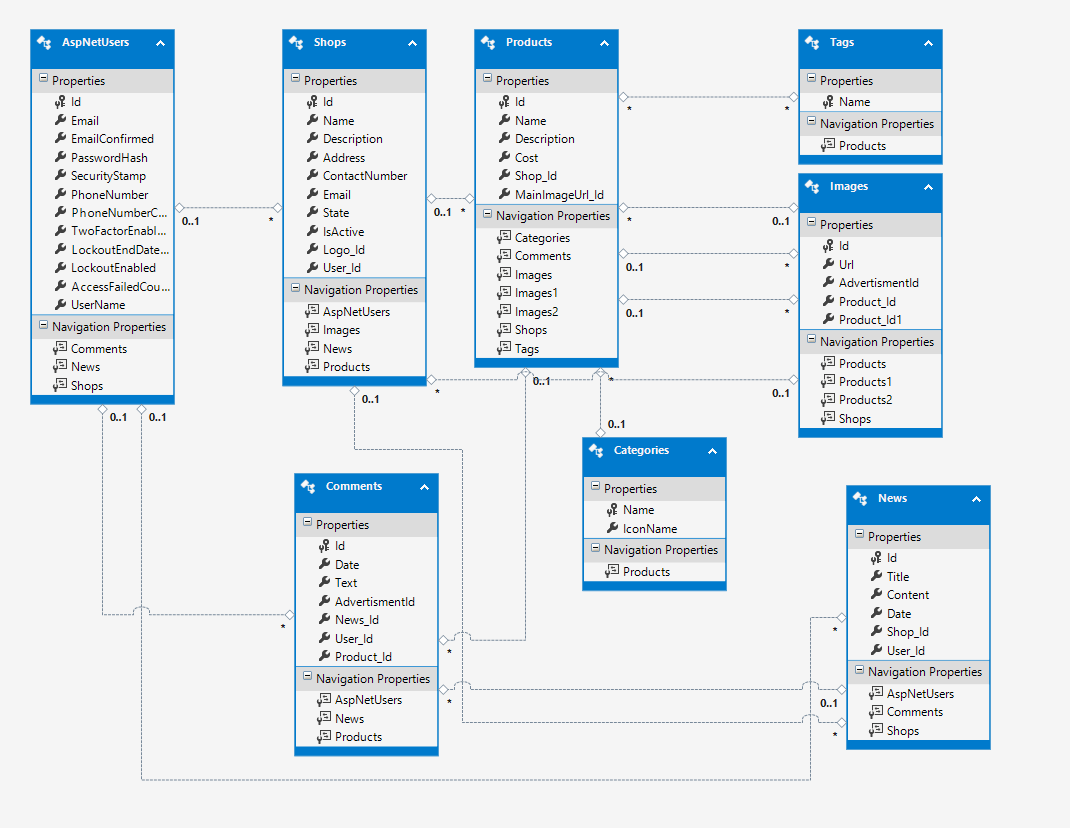 AspNetUsers
Properties
Id
Email
EmailConfirmed
PasswordHash
SecurityStamp
PhoneNumber
PhoneNumberC...
TwoFactorEnabl...
LockoutEndDate...
LockoutEnabled
AccessFailedCou...
UserName
Navigation Properties
Comments
News
Shops
0..1
*
0..1
0..1
Shops
Properties
Id
Name
Description
Address
ContactNumber
Email
State
IsActive
Logo_Id
User_Id
Navigation Properties
AspNetUsers
Images
News
Products
0..1
*
*
0..1
0..1
Products
Properties
Id
Name
Description
Cost
Shop_Id
MainImageUrl_Id
Navigation Properties
Categories
Comments
Images
Images1
Images2
Shops
Tags
*
*
*
0..1
0..1
*
0..1
*
0..1
*
0..1
Tags
Properties
Name
Navigation Properties
Products
Images
Properties
Id
Url
AdvertismentId
Product_Id
Product_Id1
Navigation Properties
Products
Products1
Products2
Shops
Categories
Properties
Name
IconName
Navigation Properties
Products
Comments
Properties
Id
Date
Text
AdvertismentId
News_Id
User_Id
Product_Id
Navigation Properties
AspNetUsers
News
Products
*
*
*
News
Properties
Id
Title
Content
Date
Shop_Id
User_Id
Navigation Properties
AspNetUsers
Comments
Shops
*
0..1
*